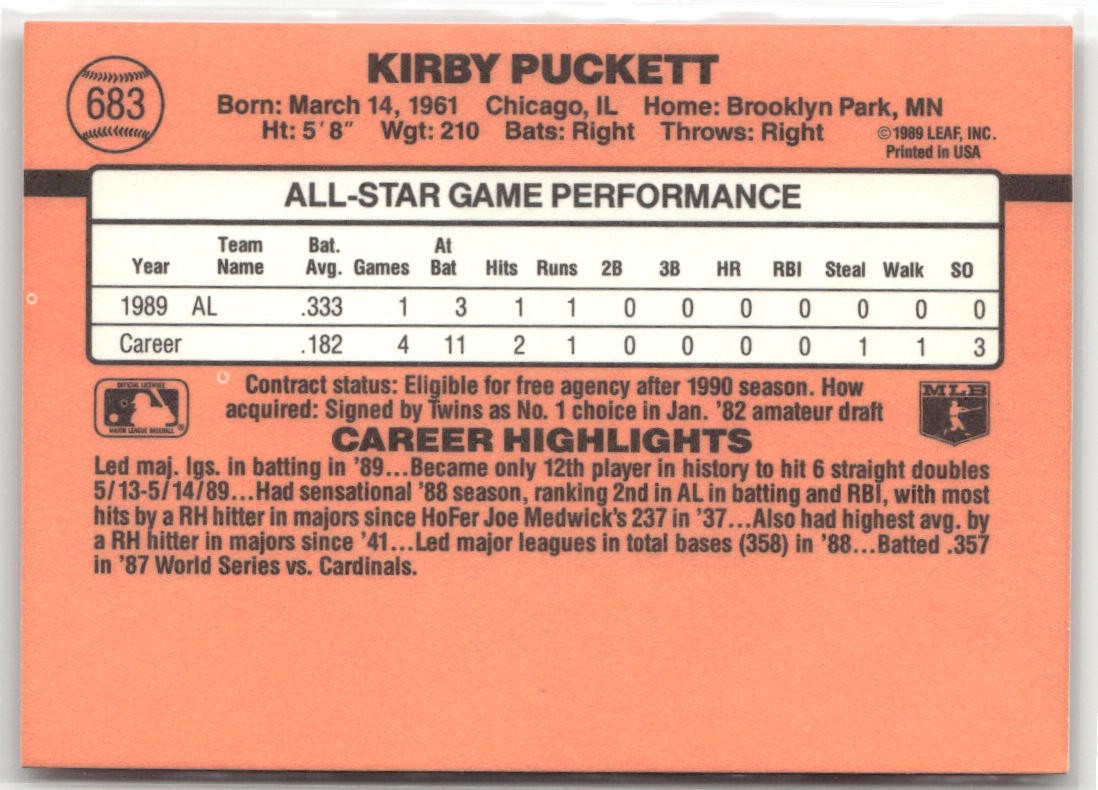 683
KIRBY PUCKETT
Born: March 14, 1961 Chicago, IL Home: Brooklyn Park, MN
Ht: 5'8" Wgt: 210 Bats: Right Throws: Right
©1989 LEAF, INC.
Printed in USA
ALL-STAR GAME PERFORMANCE
Year Team Name Bat. Avg. Games At Bat Hits Runs 2B 3B HR RBI Steal Walk SO
1989 AL .333 1 3 1 1 0 0 0 0 0 0 0
Career .182 4 11 2 1 0 0 0 0 1 1 3
OFFICIAL LICENSEE
MAJOR LEAGUE BASEBALL
®
Contract status: Eligible for free agency after 1990 season. How
acquired: Signed by Twins as No. 1 choice in Jan. '82 amateur draft
MLB
CAREER HIGHLIGHTS
Led maj. lgs. in batting in '89...Became only 12th player in history to hit 6 straight doubles
5/13-5/14/89...Had sensational '88 season, ranking 2nd in AL in batting and RBI, with most
hits by a RH hitter in majors since HoFer Joe Medwick's 237 in '37...Also had highest avg. by
a RH hitter in majors since '41...Led major leagues in total bases (358) in '88...Batted .357
in '87 World Series vs. Cardinals.